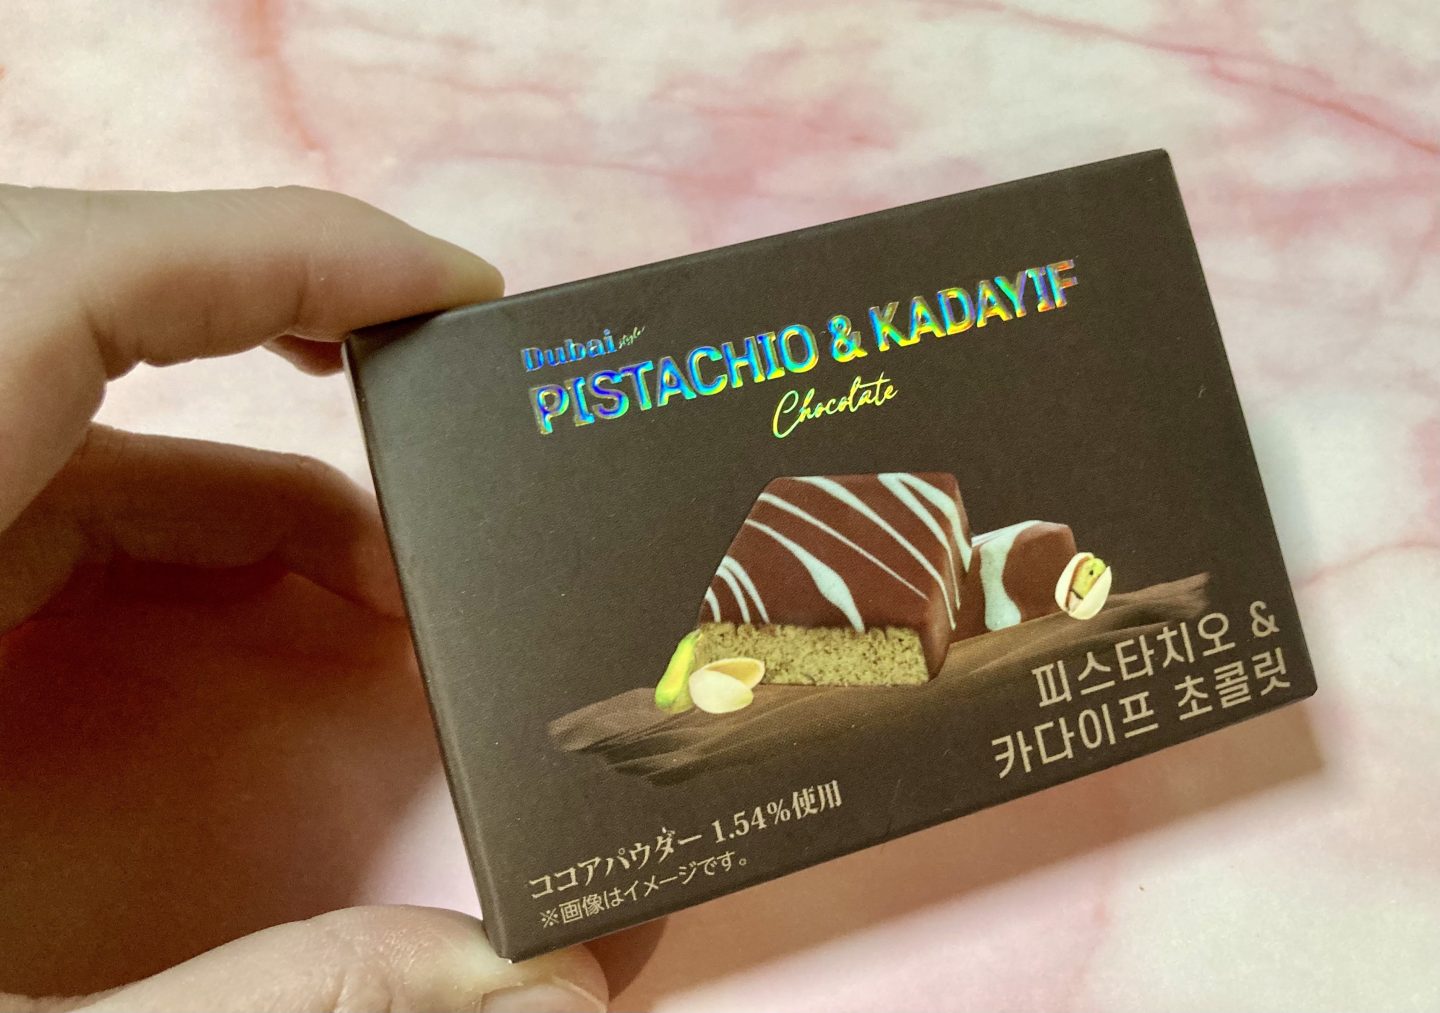 Dubai style
PISTACHIO & KADAYIF
Chocolate
피스타치오 &
카다이프 초콜릿
ココアパウダー 1.54%使用
※画像はイメージです。